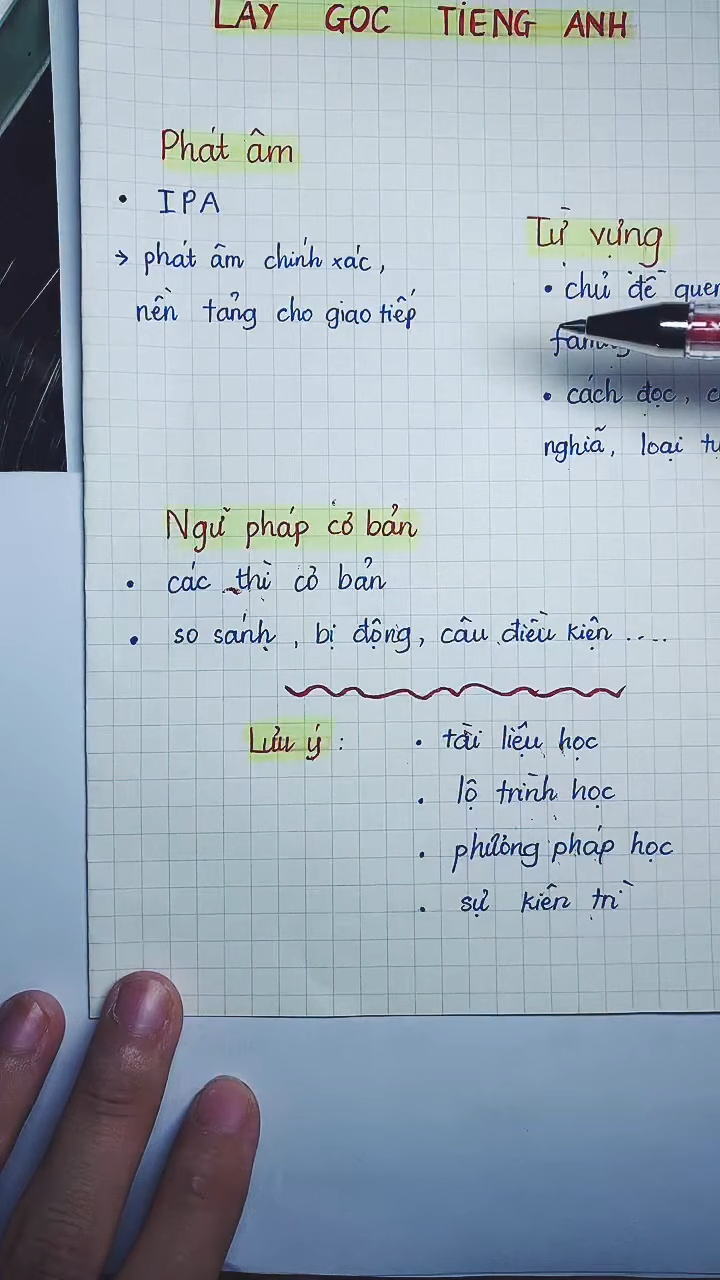 LẤY GỐC TIẾNG ANH
Phát âm
• IPA
→ phát âm chính xác,
nền tảng cho giao tiếp
Từ vựng
• chủ đề
• cách đọc,
nghĩa, loại
Ngữ pháp cơ bản
• các thì cơ bản
• so sánh, bị động, câu điều kiện ....
Lưu ý :
• tài liệu học
• lộ trình học
• phương pháp học
• sự kiên trì